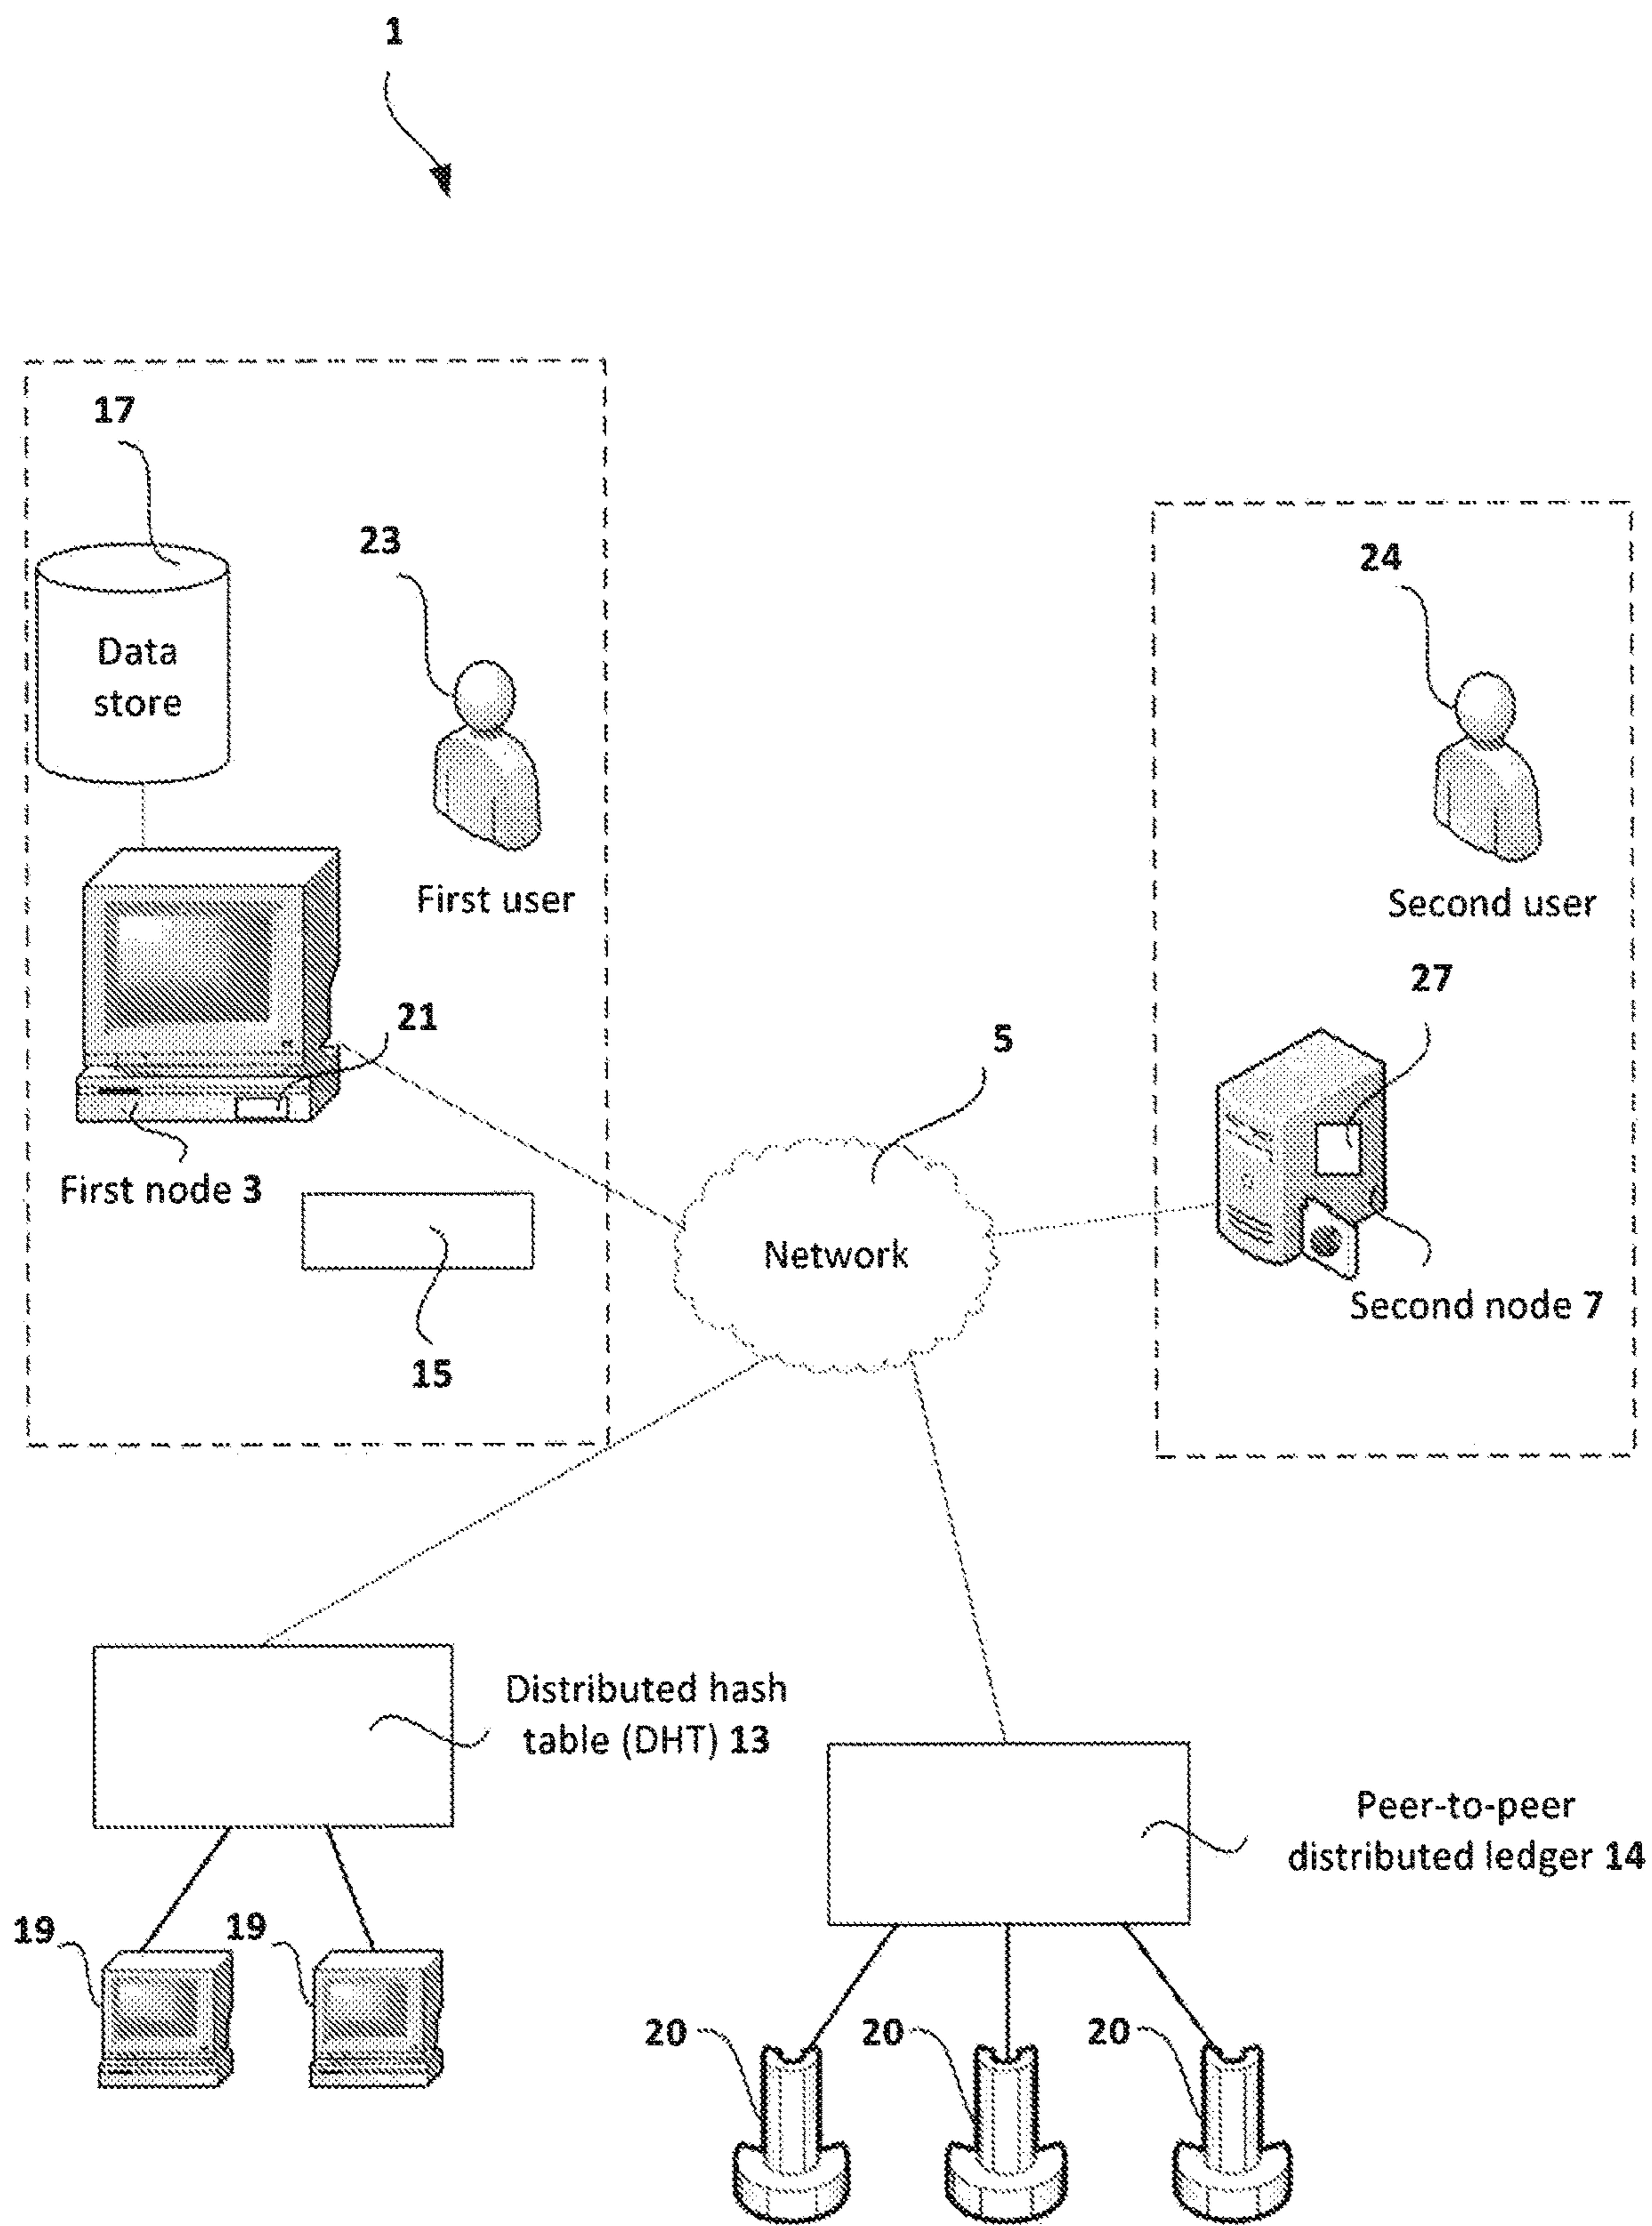 1
17
23
24
Data
store
First user
Second user
21
5
27
First node 3
Network
Second node 7
15
Distributed hash
table (DHT) 13
Peer-to-peer
distributed ledger 14
19
19
20
20
20